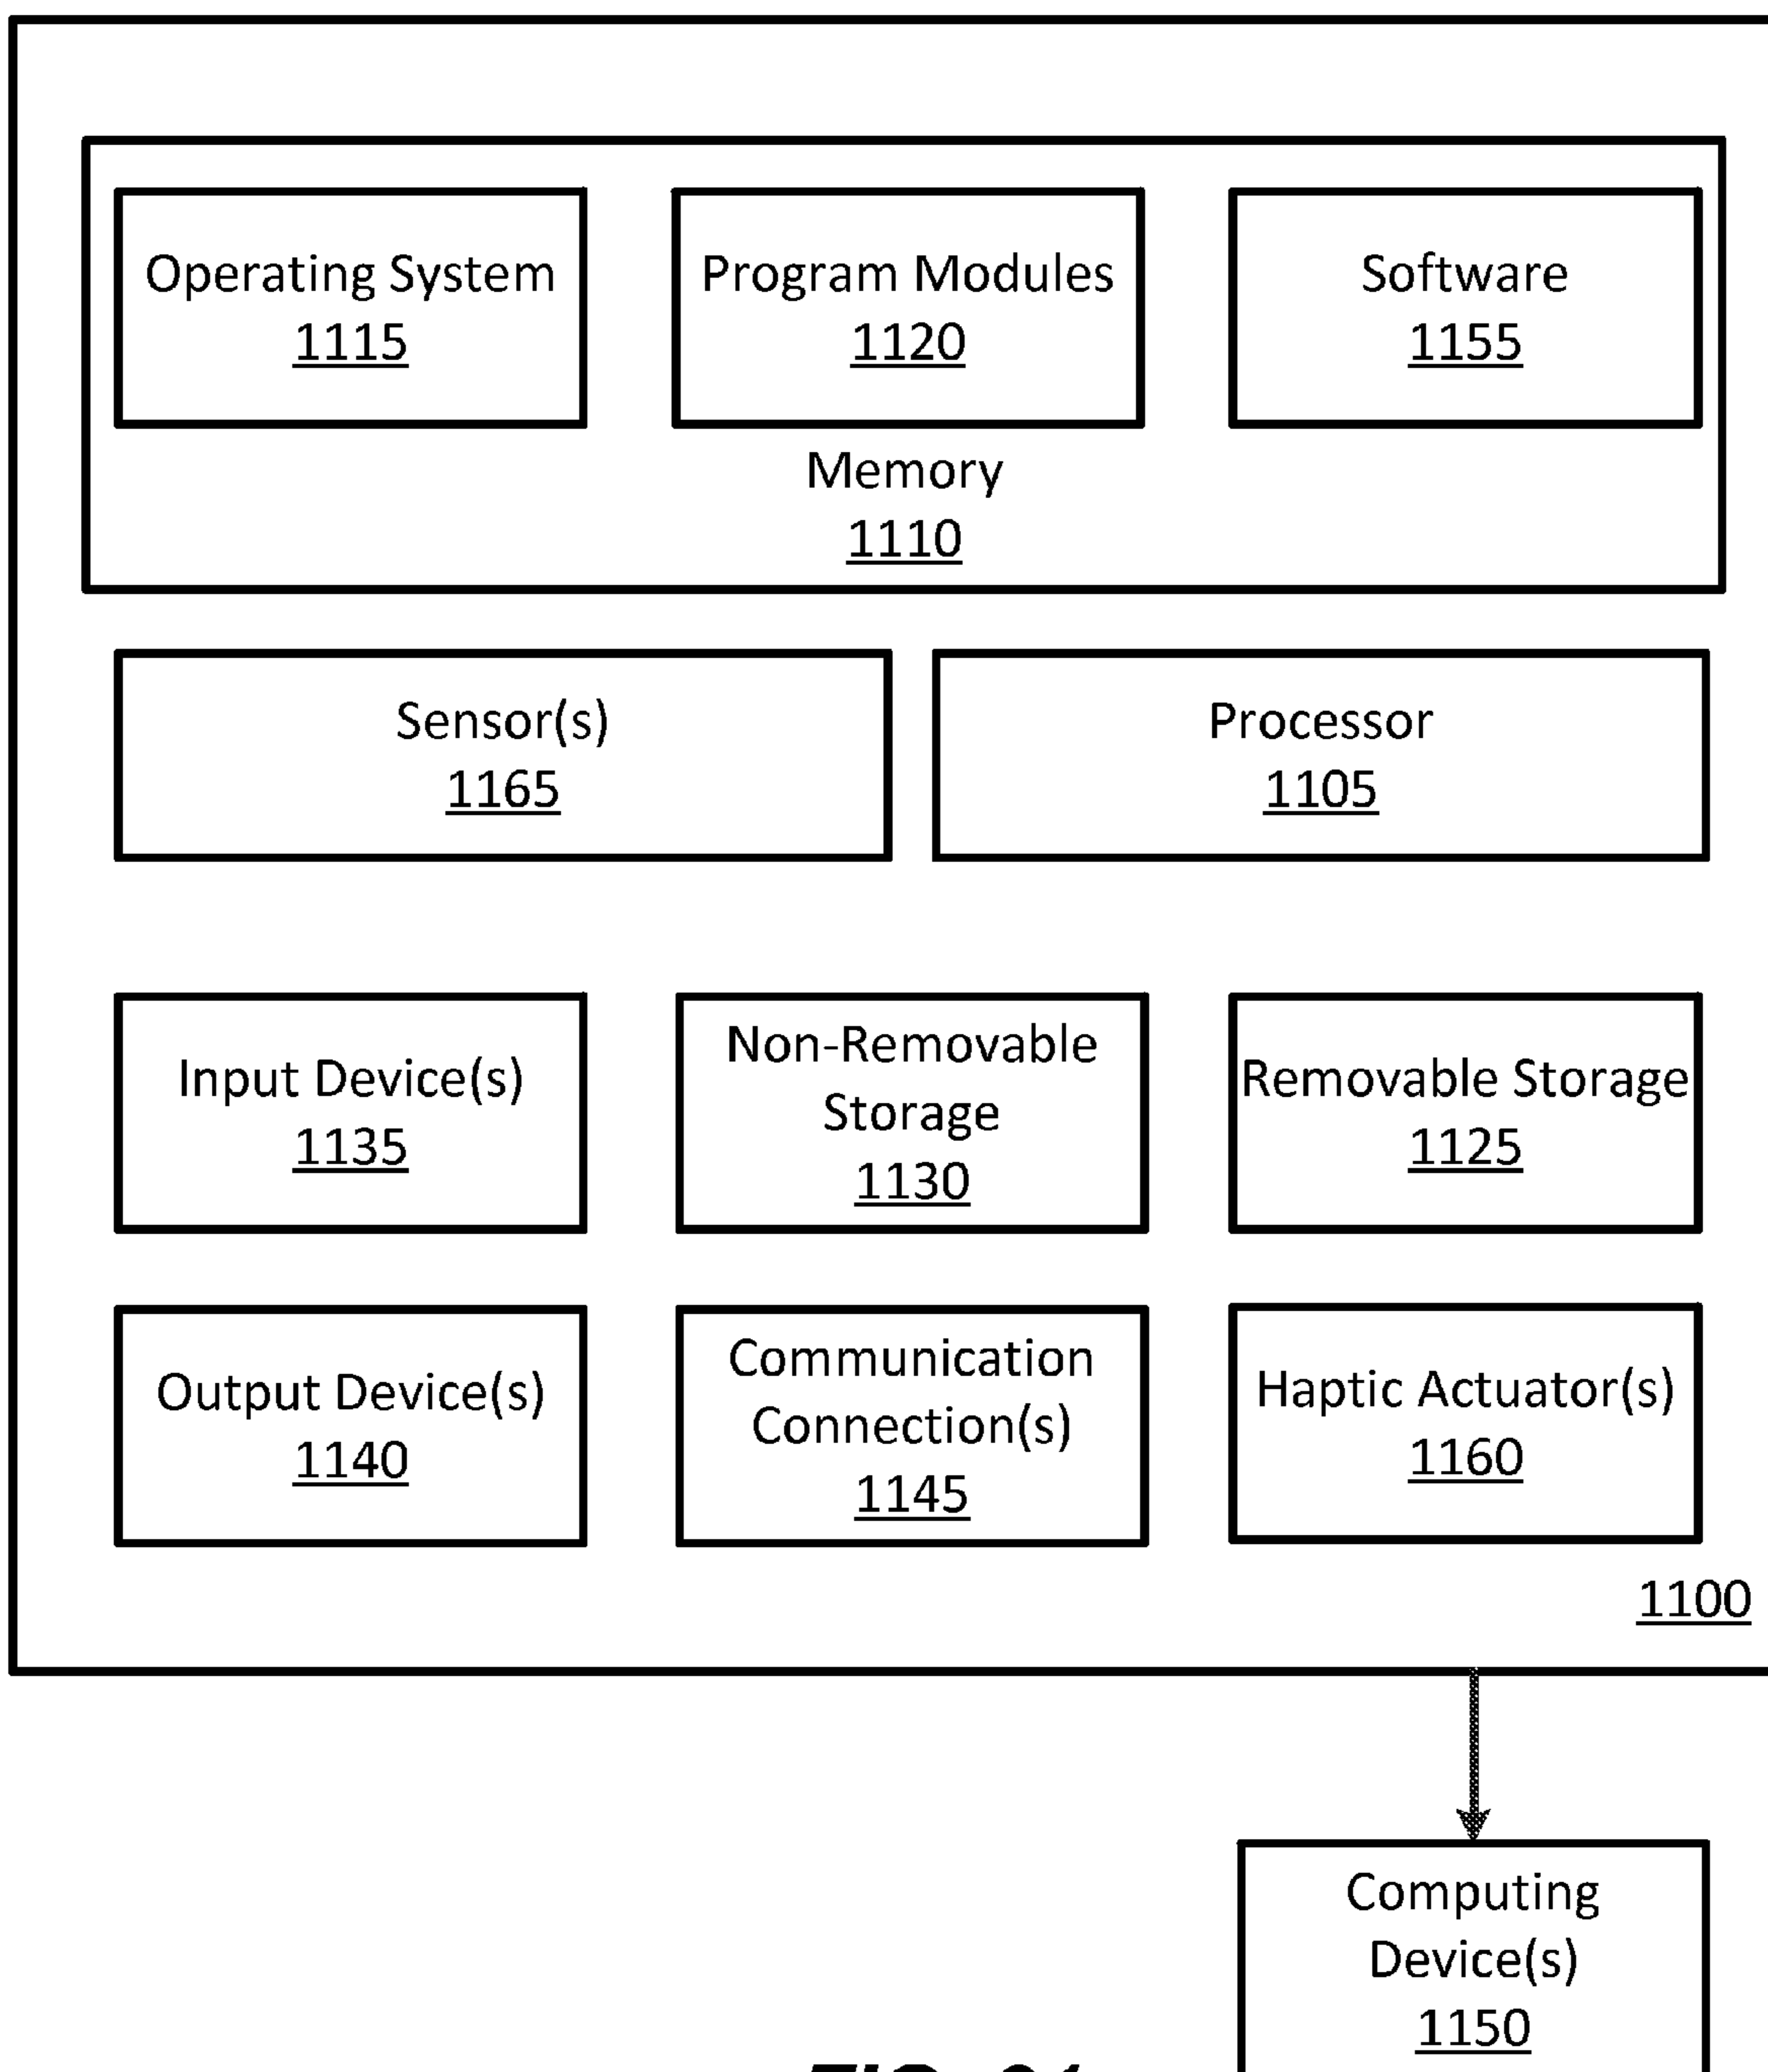 Operating System
1115
Program Modules
1120
Software
1155
Memory
1110
Sensor(s)
1165
Processor
1105
Input Device(s)
1135
Non-Removable
Storage
1130
Removable Storage
1125
Output Device(s)
1140
Communication
Connection(s)
1145
Haptic Actuator(s)
1160
1100
Computing
Device(s)
1150